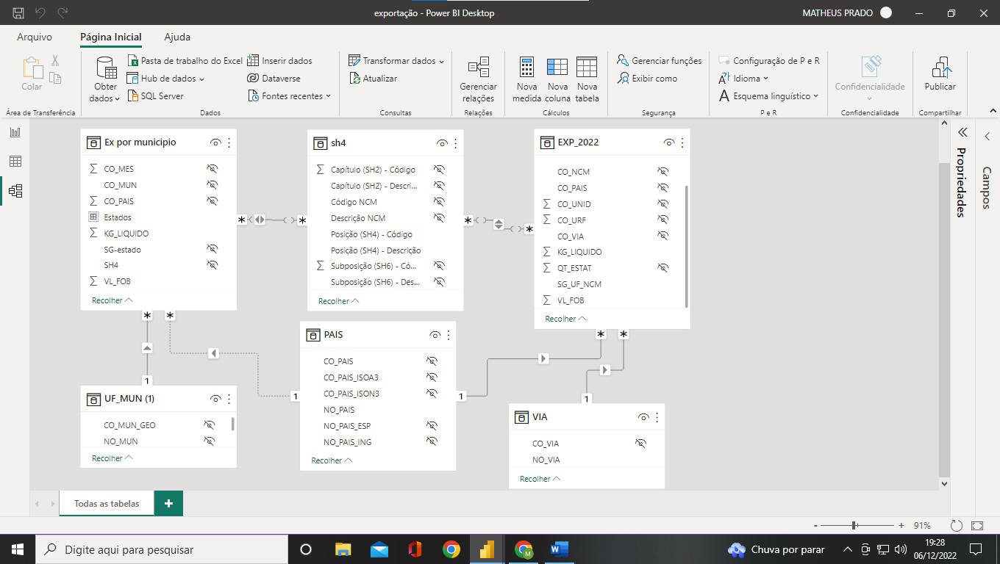 exportação - Power BI Desktop
MATHEUS PRADO
Arquivo
Página Inicial
Ajuda
Colar
Área de Transferência
Obter dados
Pasta de trabalho do Excel
Hub de dados
SQL Server
Inserir dados
Dataverse
Fontes recentes
Dados
Transformar dados
Atualizar
Consultas
Gerenciar relações
Relações
Nova medida
Nova coluna
Nova tabela
Cálculos
Gerenciar funções
Exibir como
Segurança
Configuração de P e R
Idioma
Esquema linguístico
P e R
Confidencialidade
Confidencialidade
Publicar
Compartilhar
Ex por municipio
CO_MES
CO_MUN
CO_PAIS
Estados
KG_LIQUIDO
SG-estado
SH4
VL_FOB
Recolher
sh4
Capítulo (SH2) - Código
Capítulo (SH2) - Descri...
Código NCM
Descrição NCM
Posição (SH4) - Código
Posição (SH4) - Descrição
Subposição (SH6) - Có...
Subposição (SH6) - Des...
Recolher
EXP_2022
CO_NCM
CO_PAIS
CO_UNID
CO_URF
CO_VIA
KG_LIQUIDO
QT_ESTAT
SG_UF_NCM
VL_FOB
Recolher
* *
* *
* *
* *
1
1
1
1
UF_MUN (1)
CO_MUN_GEO
NO_MUN
Recolher
PAIS
CO_PAIS
CO_PAIS_ISOA3
CO_PAIS_ISON3
NO_PAIS
NO_PAIS_ESP
NO_PAIS_ING
Recolher
VIA
CO_VIA
NO_VIA
Recolher
Propriedades
Campos
Todas as tabelas
+
- + 91%
Digite aqui para pesquisar
Chuva por parar
19:28
06/12/2022